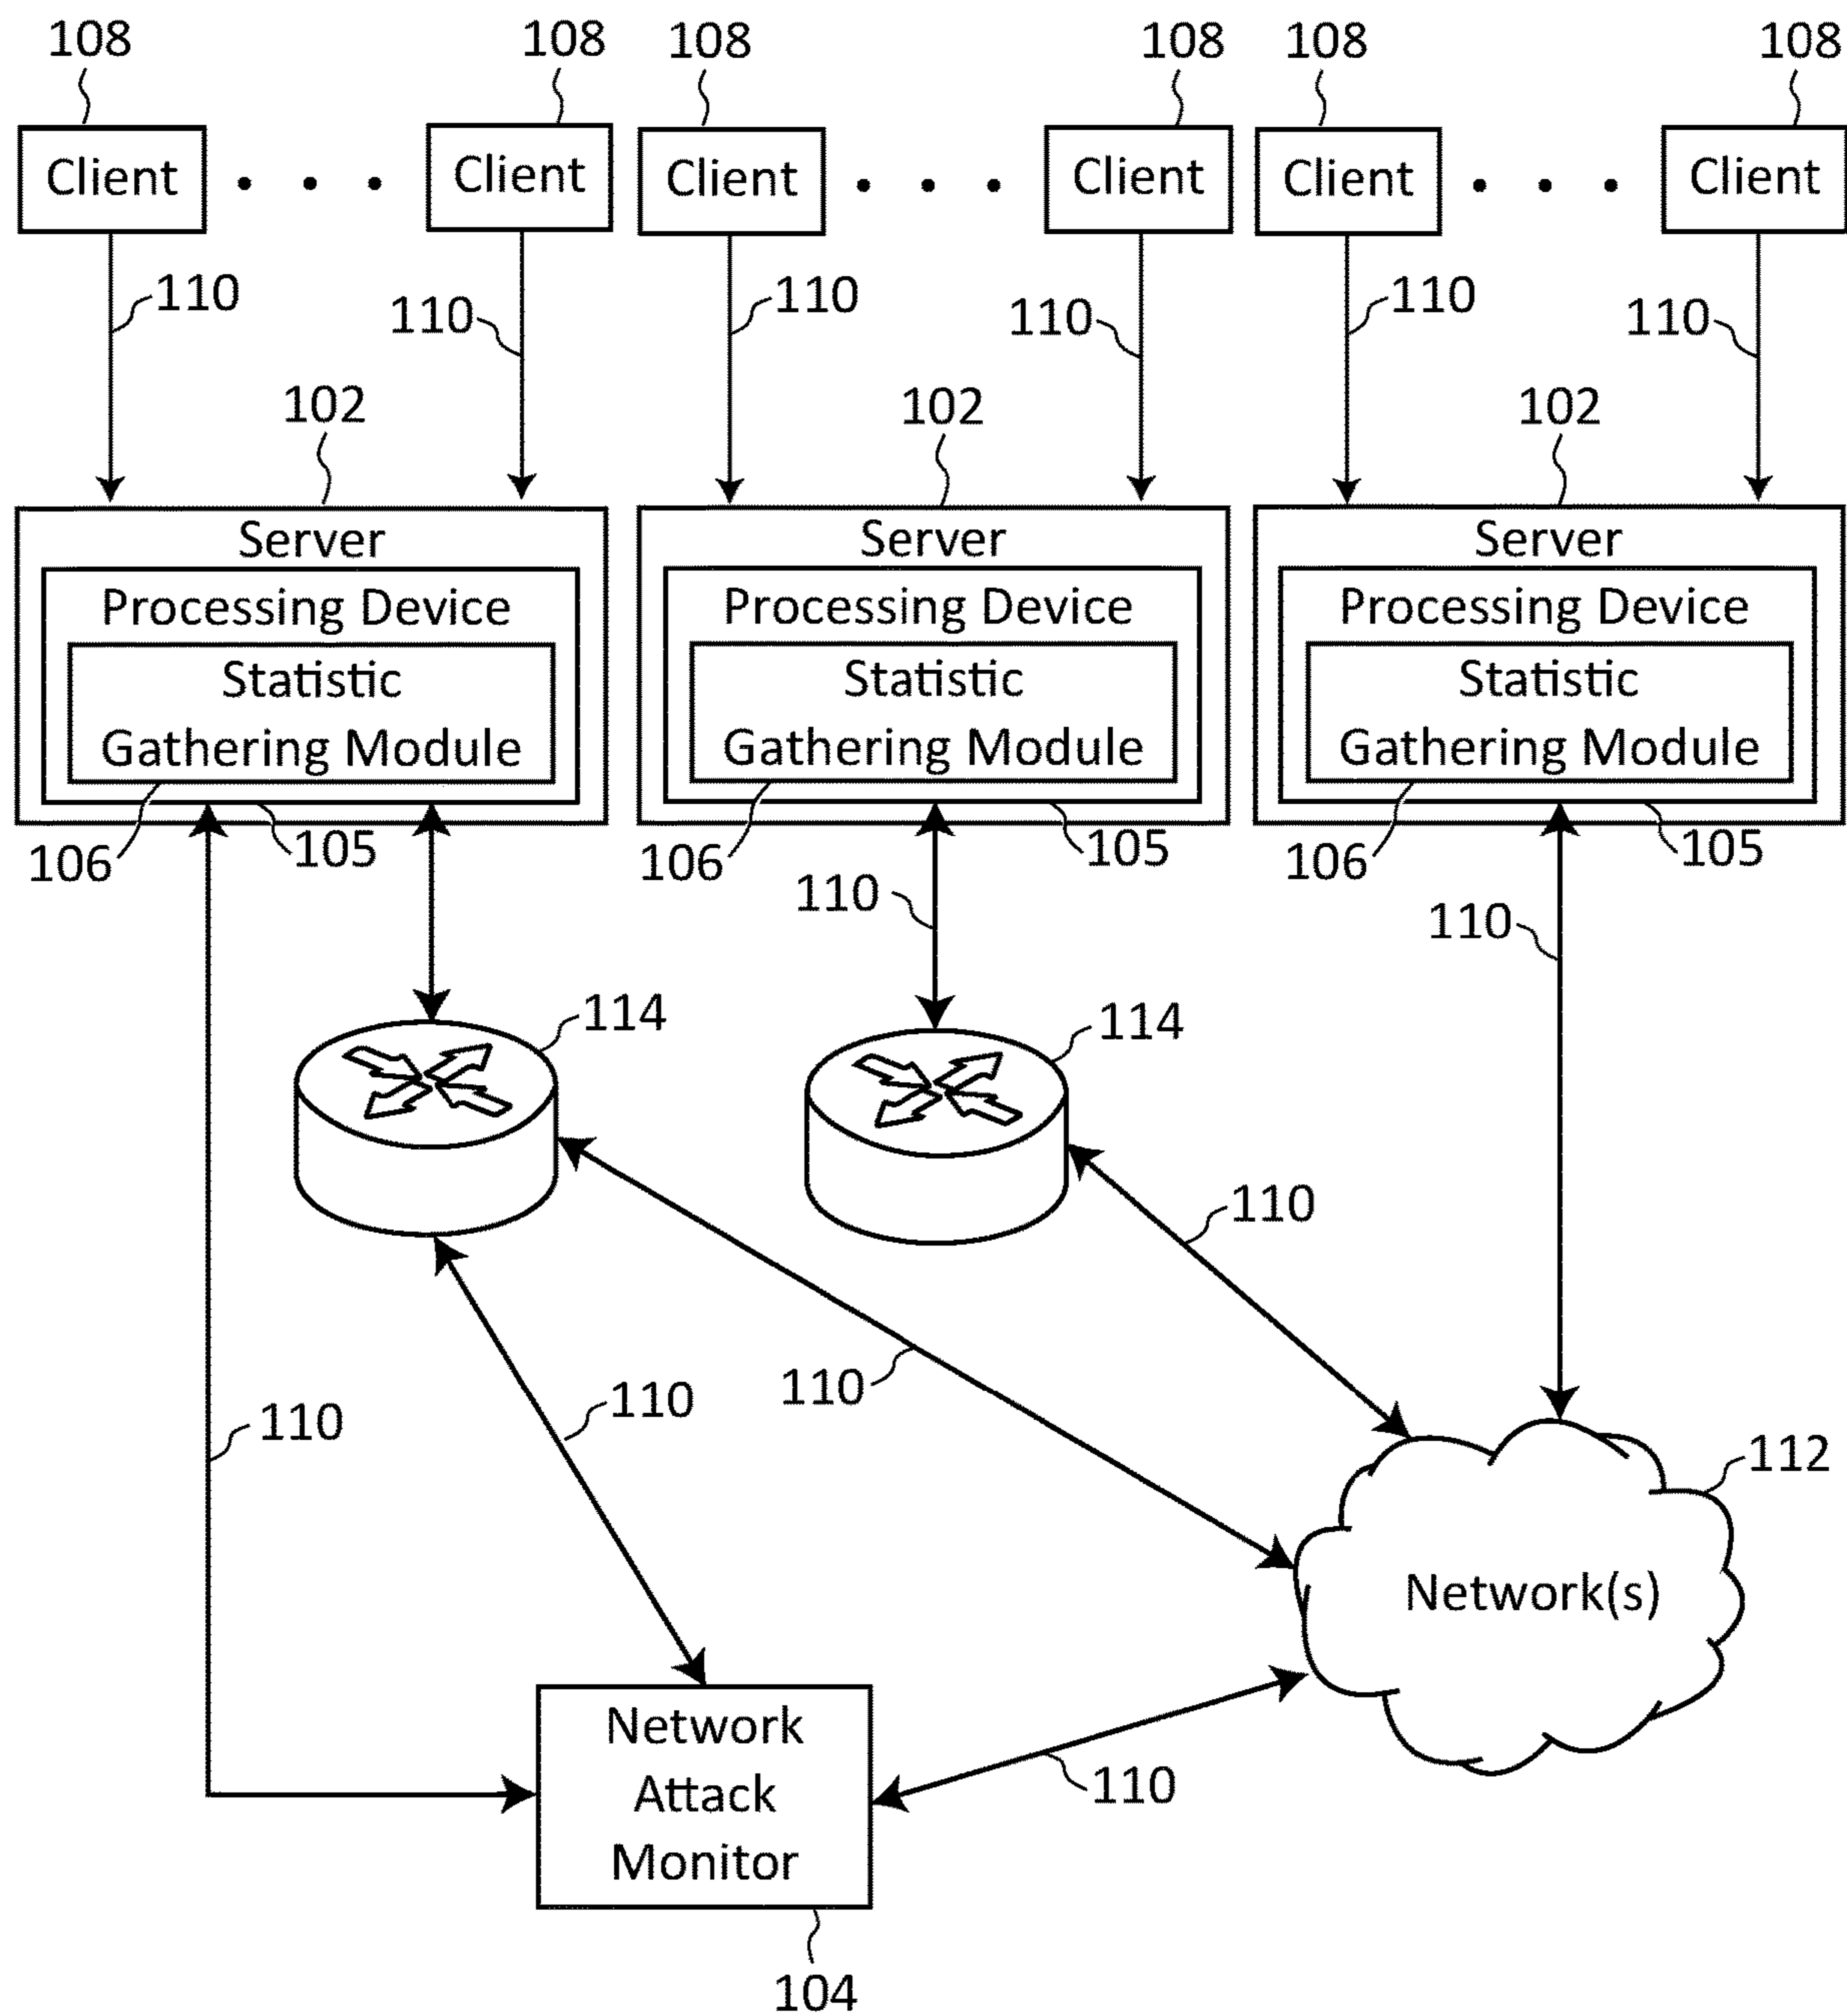 108 108 108 108 108 108
Client . . . Client Client . . . Client Client . . . Client
110 110 110 110 110 110
102 102 102
Server Server Server
Processing Device Processing Device Processing Device
Statistic Statistic Statistic
Gathering Module Gathering Module Gathering Module
106 105 106 105 106 105
110 110
114 114
110
110 110 110
112
Network(s)
Network
Attack
Monitor
110
104